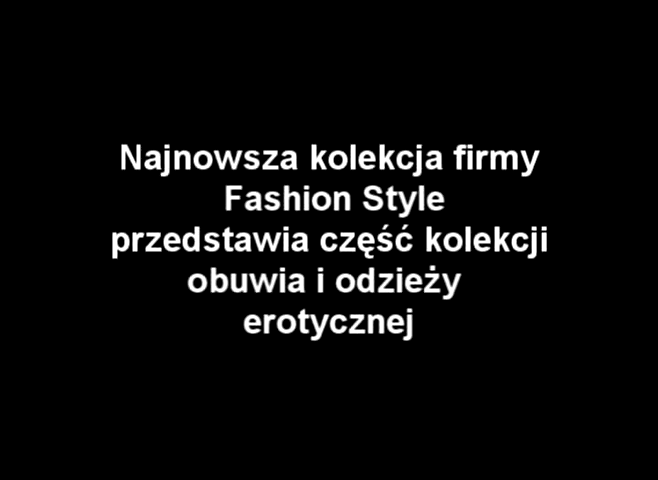 Najnowsza kolekcja firmy
Fashion Style
przedstawia część kolekcji
obuwia i odzieży
erotycznej